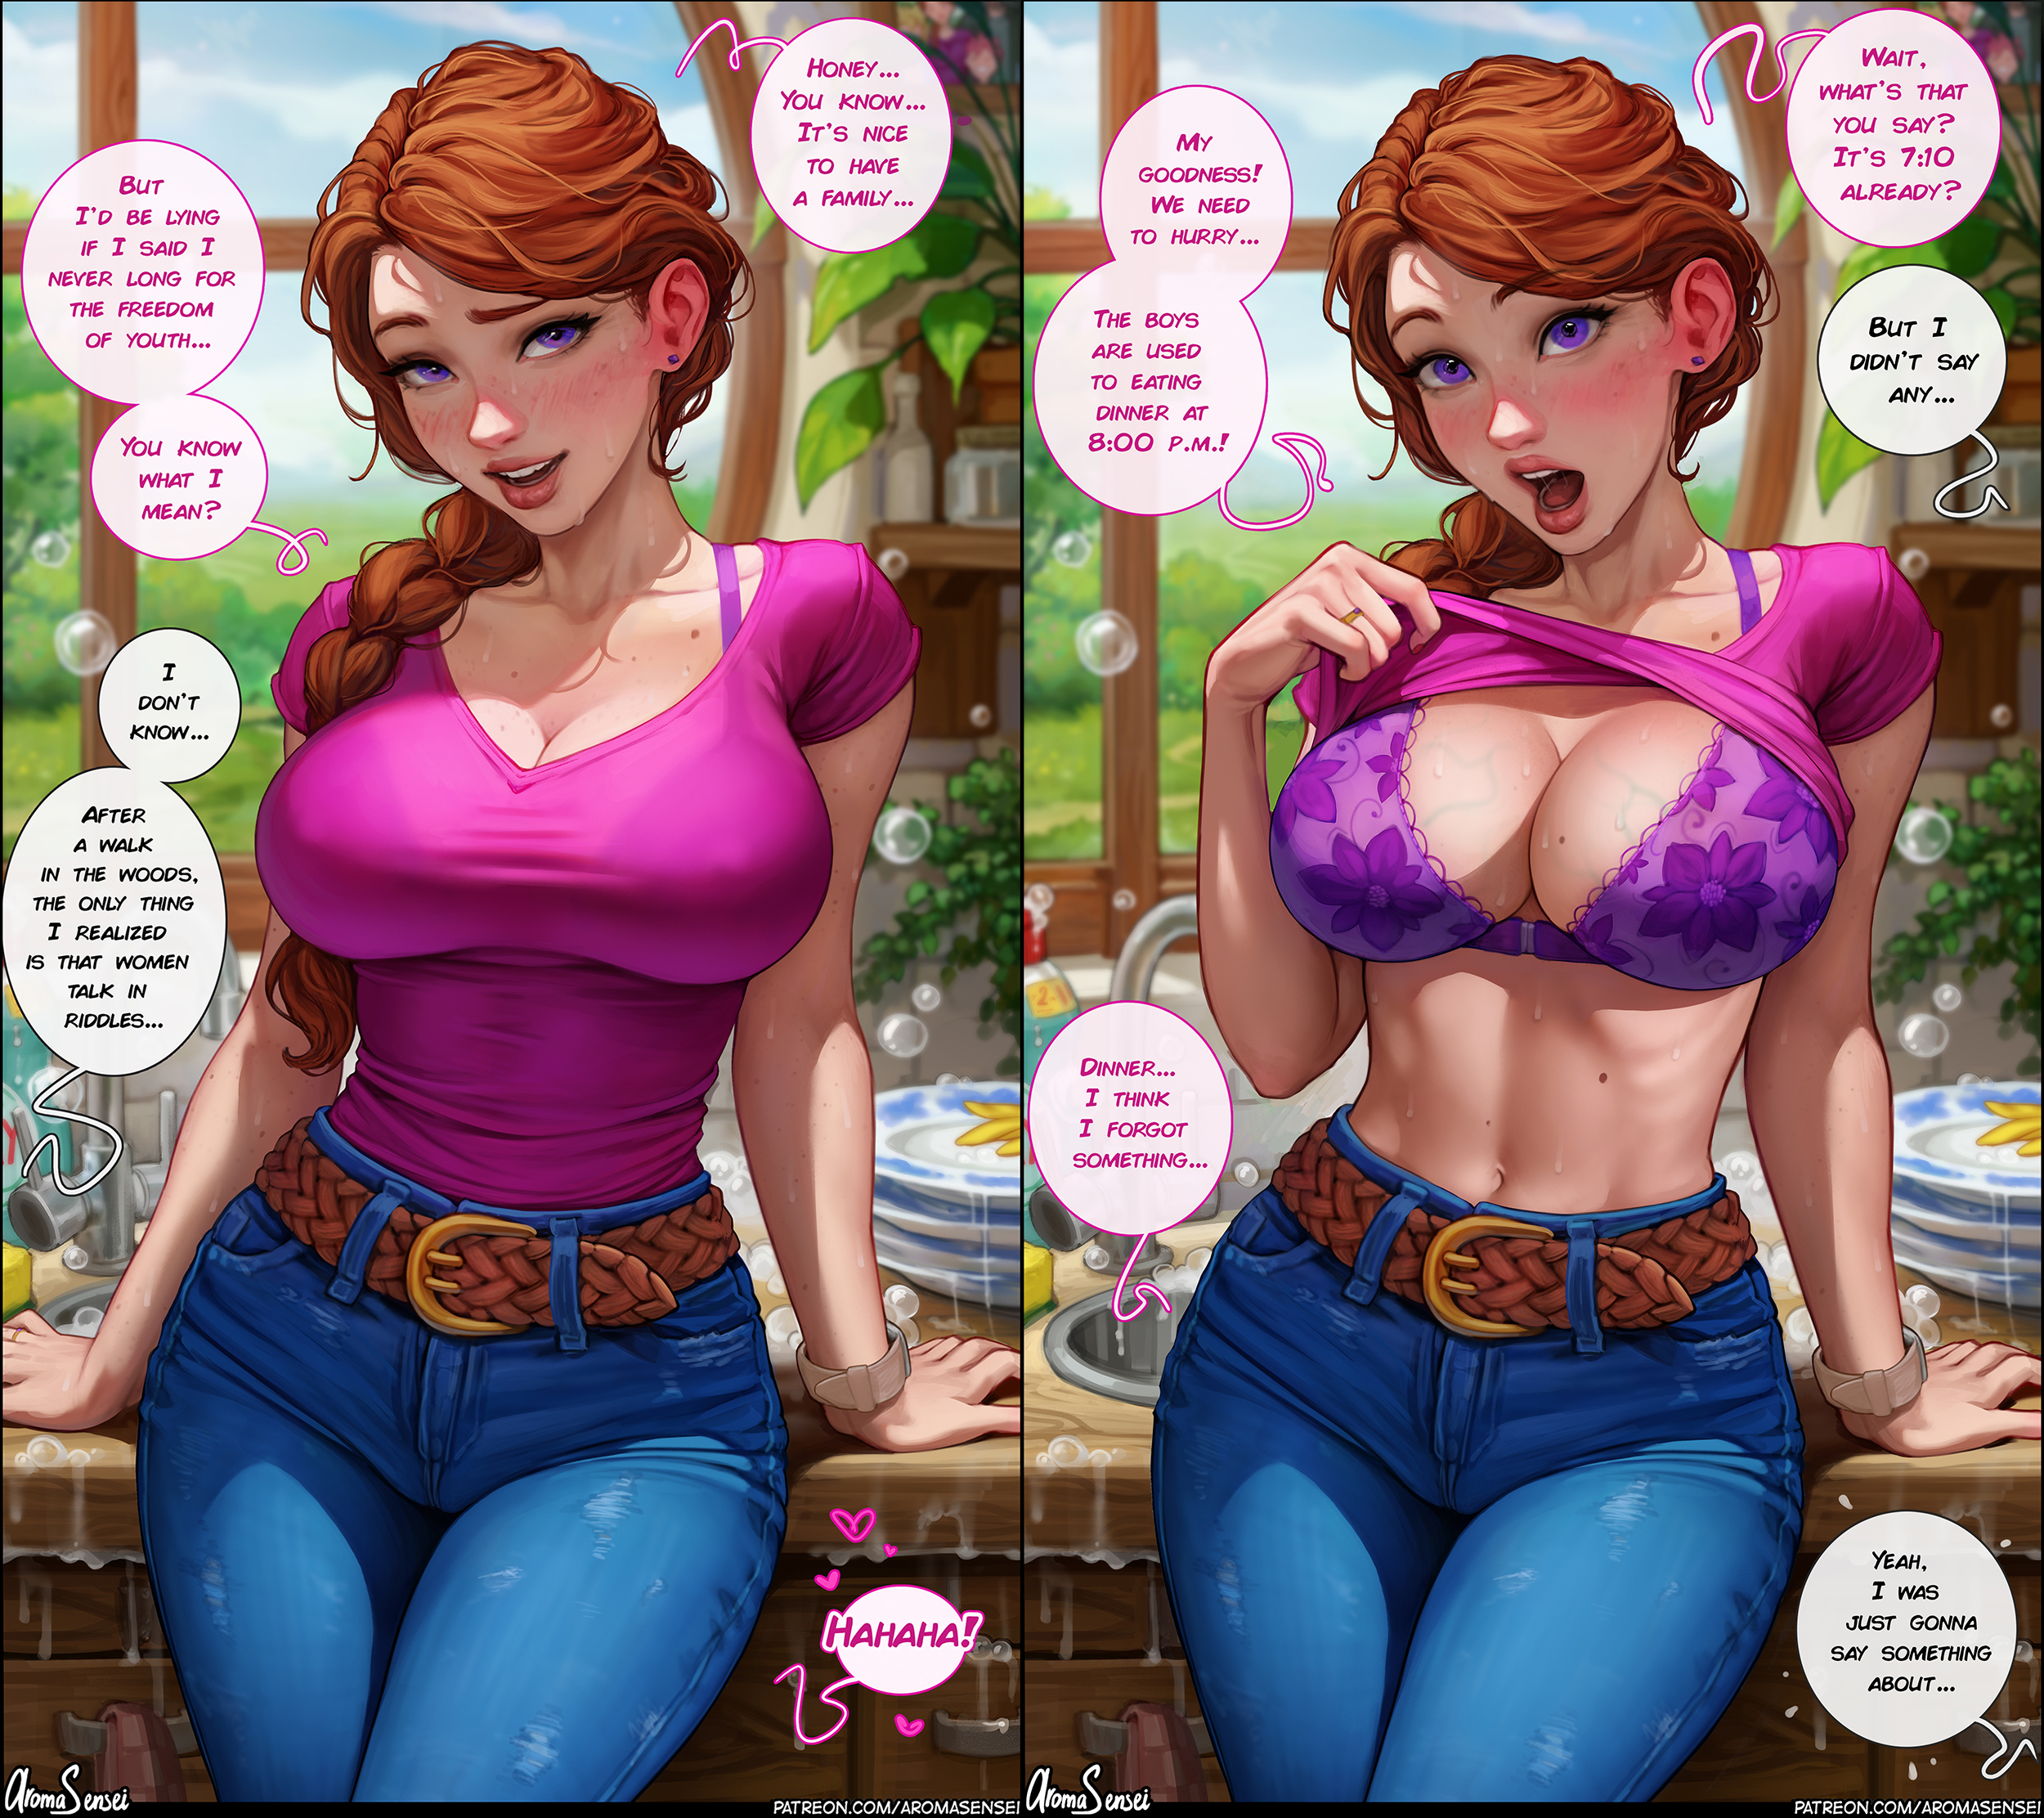 Honey...
You know...
It's nice
to have
a family...
But
I'd be lying
if I said I
never long for
the freedom
of youth...
You know
what I
mean?
I
don't
know...
After
a walk
in the woods,
the only thing
I realized
is that women
talk in
riddles...
Hahaha!
AromaSensei
PATREON.COM/AROMASENSEI
Wait,
what's that
you say?
It's 7:10
already?
But I
didn't say
any...
My
goodness!
We need
to hurry...
The boys
are used
to eating
dinner at
8:00 p.m.!
Dinner...
I think
I forgot
something...
Yeah,
I was
just gonna
say something
about...
AromaSensei
PATREON.COM/AROMASENSEI